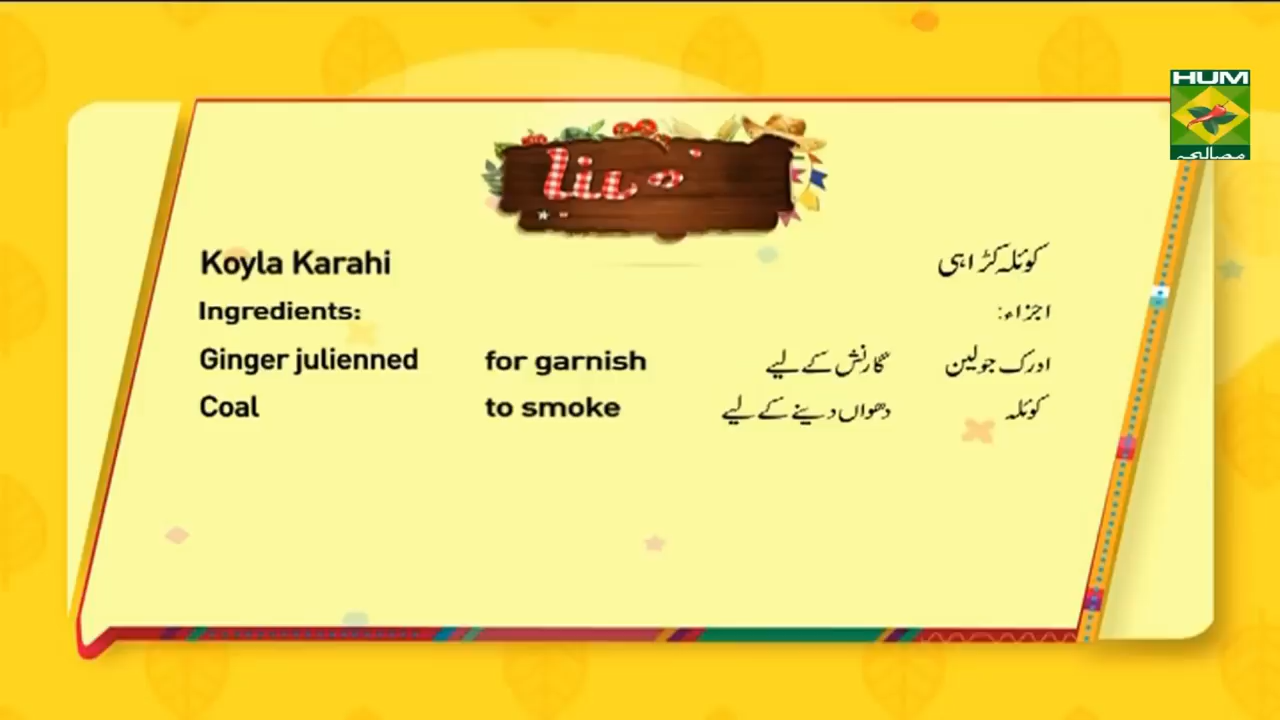 HUM
مصالحہ
Koyla Karahi کوئلہ کڑاہی
Ingredients: اجزاء:
Ginger julienned for garnish ادرک جولین گارنش کے لیے
Coal to smoke کوئلہ دھواں دینے کے لیے